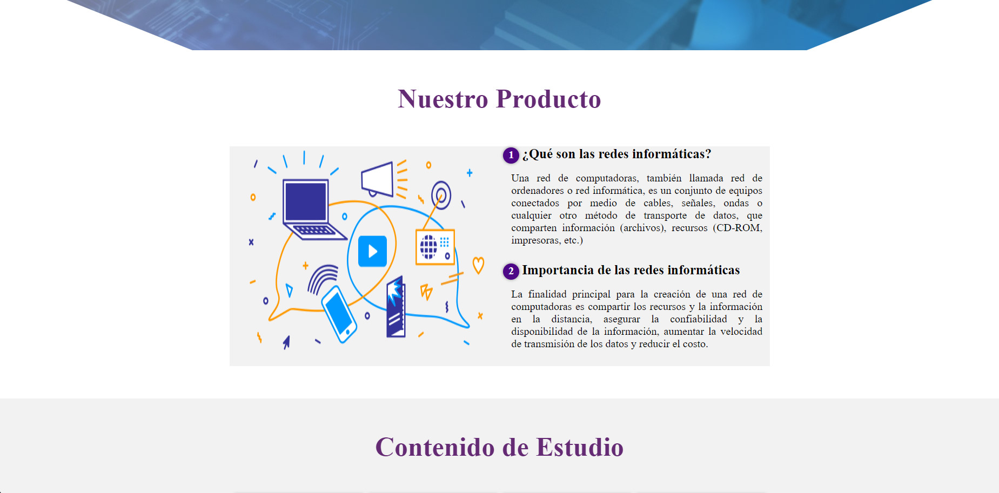 Nuestro Producto
1 ¿Qué son las redes informáticas?
Una red de computadoras, también llamada red de
ordenadores o red informática, es un conjunto de equipos
conectados por medio de cables, señales, ondas o
cualquier otro método de transporte de datos, que
comparten información (archivos), recursos (CD-ROM,
impresoras, etc.)
2 Importancia de las redes informáticas
La finalidad principal para la creación de una red de
computadoras es compartir los recursos y la información
en la distancia, asegurar la confiabilidad y la
disponibilidad de la información, aumentar la velocidad
de transmisión de los datos y reducir el costo.
Contenido de Estudio